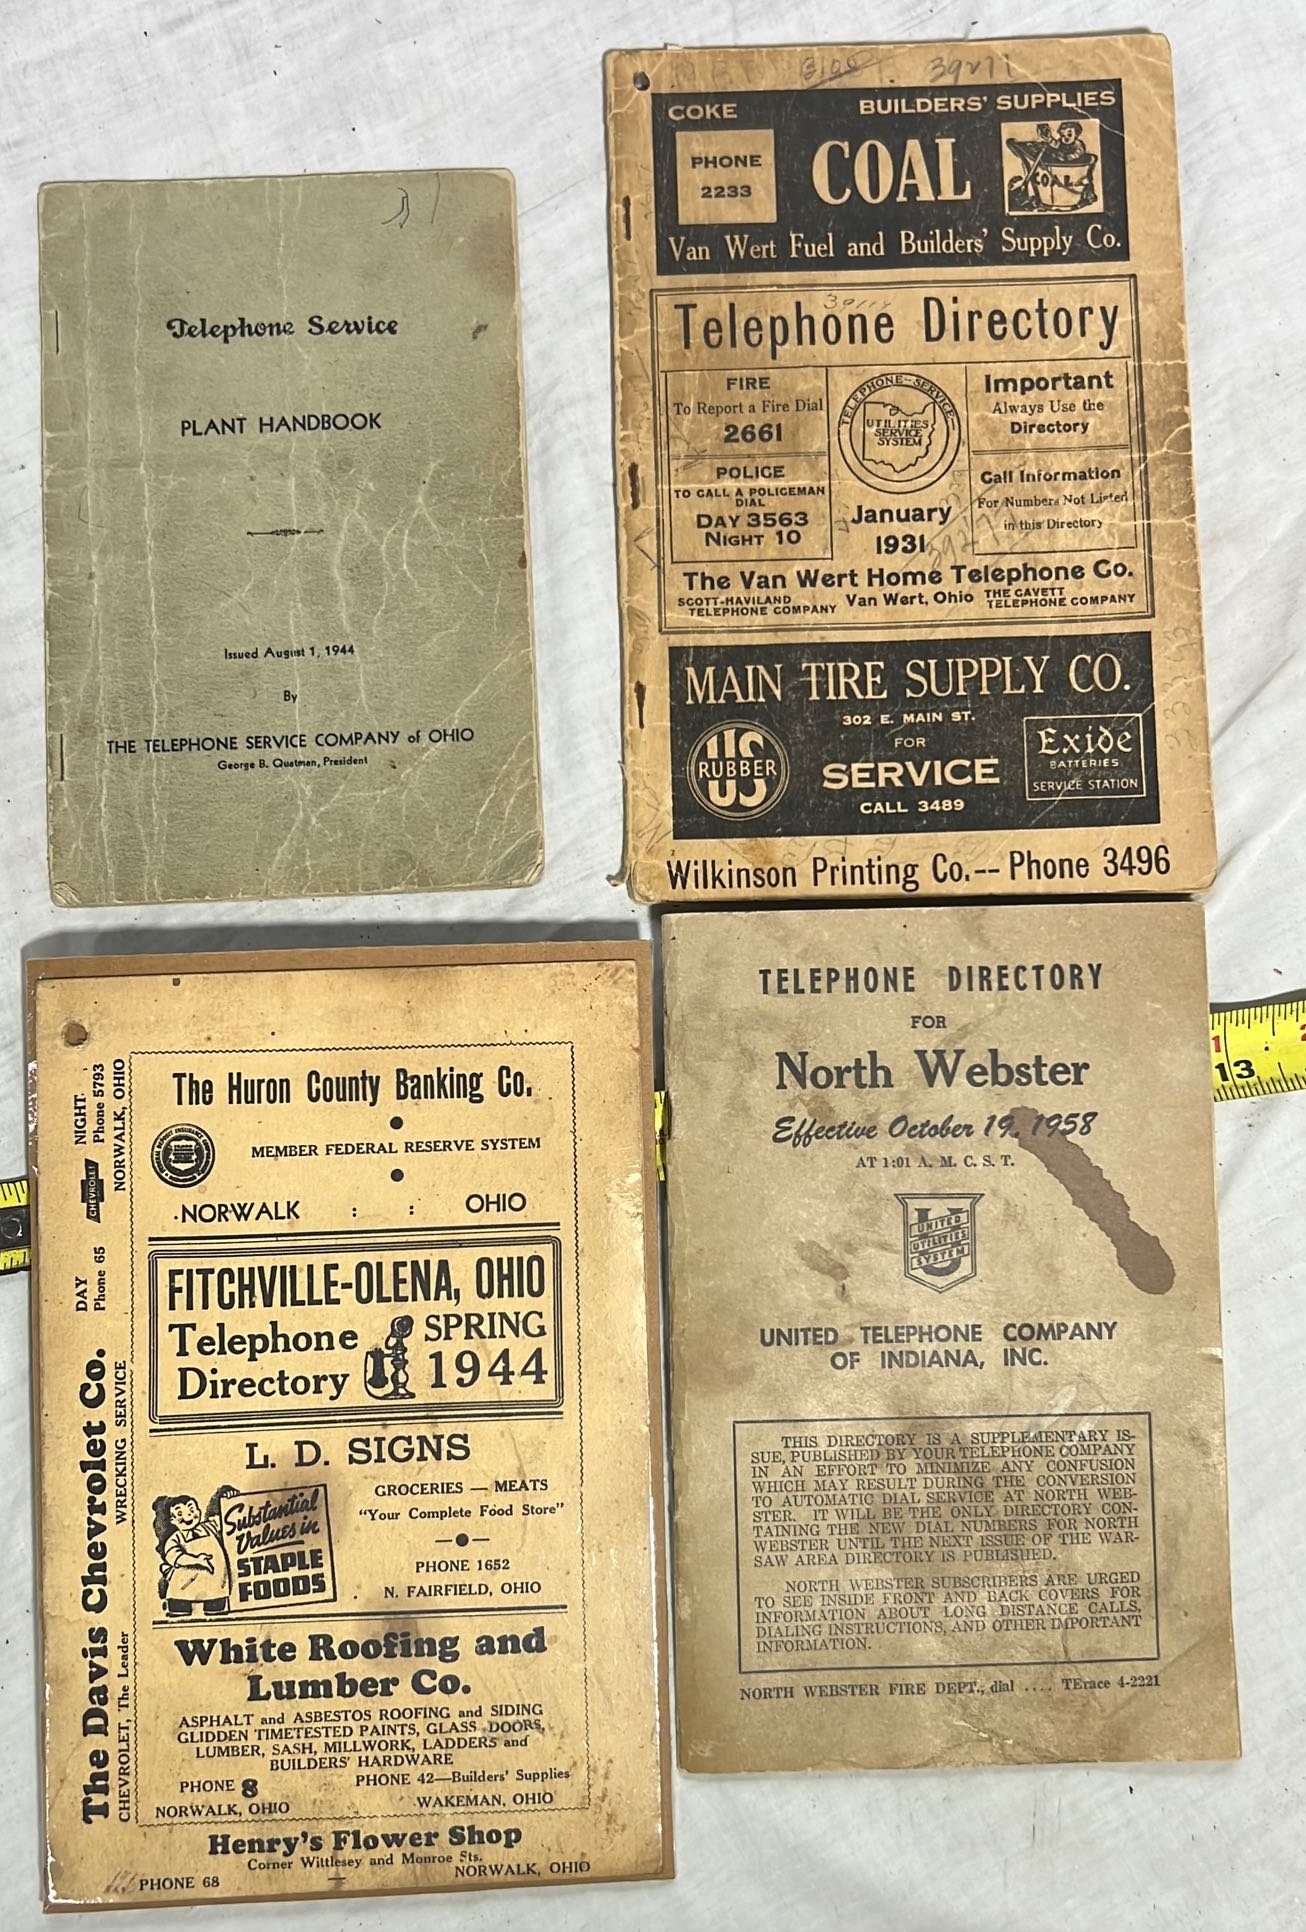 Telephone Service
PLANT HANDBOOK
Issued August 1, 1944
By
THE TELEPHONE SERVICE COMPANY of OHIO
George B. Quatman, President
3100 39211
COKE BUILDERS' SUPPLIES
PHONE
2233
COAL
COAL
Van Wert Fuel and Builders' Supply Co.
Telephone Directory
FIRE
To Report a Fire Dial
2661
POLICE
TO CALL A POLICEMAN
DIAL
DAY 3563
NIGHT 10
TELEPHONE-SERVICE
UTILITIES
SERVICE
SYSTEM
January
1931
Important
Always Use the
Directory
Call Information
For Numbers Not Listed
in this Directory
The Van Wert Home Telephone Co.
SCOTT-HAVILAND
TELEPHONE COMPANY
Van Wert, Ohio
THE CAVETT
TELEPHONE COMPANY
MAIN TIRE SUPPLY CO.
302 E. MAIN ST.
FOR
SERVICE
CALL 3489
US
RUBBER
Exide
BATTERIES
SERVICE STATION
Wilkinson Printing Co.-- Phone 3496
The Davis Chevrolet Co.
CHEVROLET, The Leader
WRECKING SERVICE
DAY
Phone 65
CHEVROLET
NIGHT
Phone 5793
NORWALK, OHIO
The Huron County Banking Co.
MEMBER FEDERAL RESERVE SYSTEM
NORWALK : : OHIO
FITCHVILLE-OLENA, OHIO
Telephone
Directory
SPRING
1944
L. D. SIGNS
Substantial
Values in
STAPLE
FOODS
GROCERIES — MEATS
"Your Complete Food Store"
PHONE 1652
N. FAIRFIELD, OHIO
White Roofing and
Lumber Co.
ASPHALT and ASBESTOS ROOFING and SIDING
GLIDDEN TIMETESTED PAINTS, GLASS DOORS,
LUMBER, SASH, MILLWORK, LADDERS and
BUILDERS' HARDWARE
PHONE 8
NORWALK, OHIO
PHONE 42—Builders' Supplies
WAKEMAN, OHIO
Henry's Flower Shop
Corner Wittlesey and Monroe Sts.
PHONE 68
NORWALK, OHIO
TELEPHONE DIRECTORY
FOR
North Webster
Effective October 19, 1958
AT 1:01 A. M. C. S. T.
UNITED
UTILITIES
SYSTEM
UNITED TELEPHONE COMPANY
OF INDIANA, INC.
THIS DIRECTORY IS A SUPPLEMENTARY IS-
SUE, PUBLISHED BY YOUR TELEPHONE COMPANY
IN AN EFFORT TO MINIMIZE ANY CONFUSION
WHICH MAY RESULT DURING THE CONVERSION
TO AUTOMATIC DIAL SERVICE AT NORTH WEB-
STER. IT WILL BE THE ONLY DIRECTORY CON-
TAINING THE NEW DIAL NUMBERS FOR NORTH
WEBSTER UNTIL THE NEXT ISSUE OF THE WAR-
SAW AREA DIRECTORY IS PUBLISHED.
NORTH WEBSTER SUBSCRIBERS ARE URGED
TO SEE INSIDE FRONT AND BACK COVERS FOR
INFORMATION ABOUT LONG DISTANCE CALLS,
DIALING INSTRUCTIONS, AND OTHER IMPORTANT
INFORMATION.
NORTH WEBSTER FIRE DEPT., dial .... TErace 4-2221
13